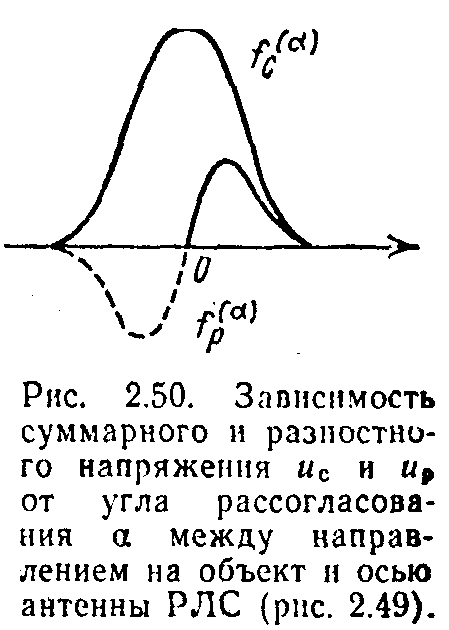 f_c(α)
0
f_p(α)
Рис. 2.50. Зависимость
суммарного и разностно-
го напряжения u_c и u_р
от угла рассогласова-
ния α между направ-
лением на объект и осью
антенны РЛС (рис. 2.49).